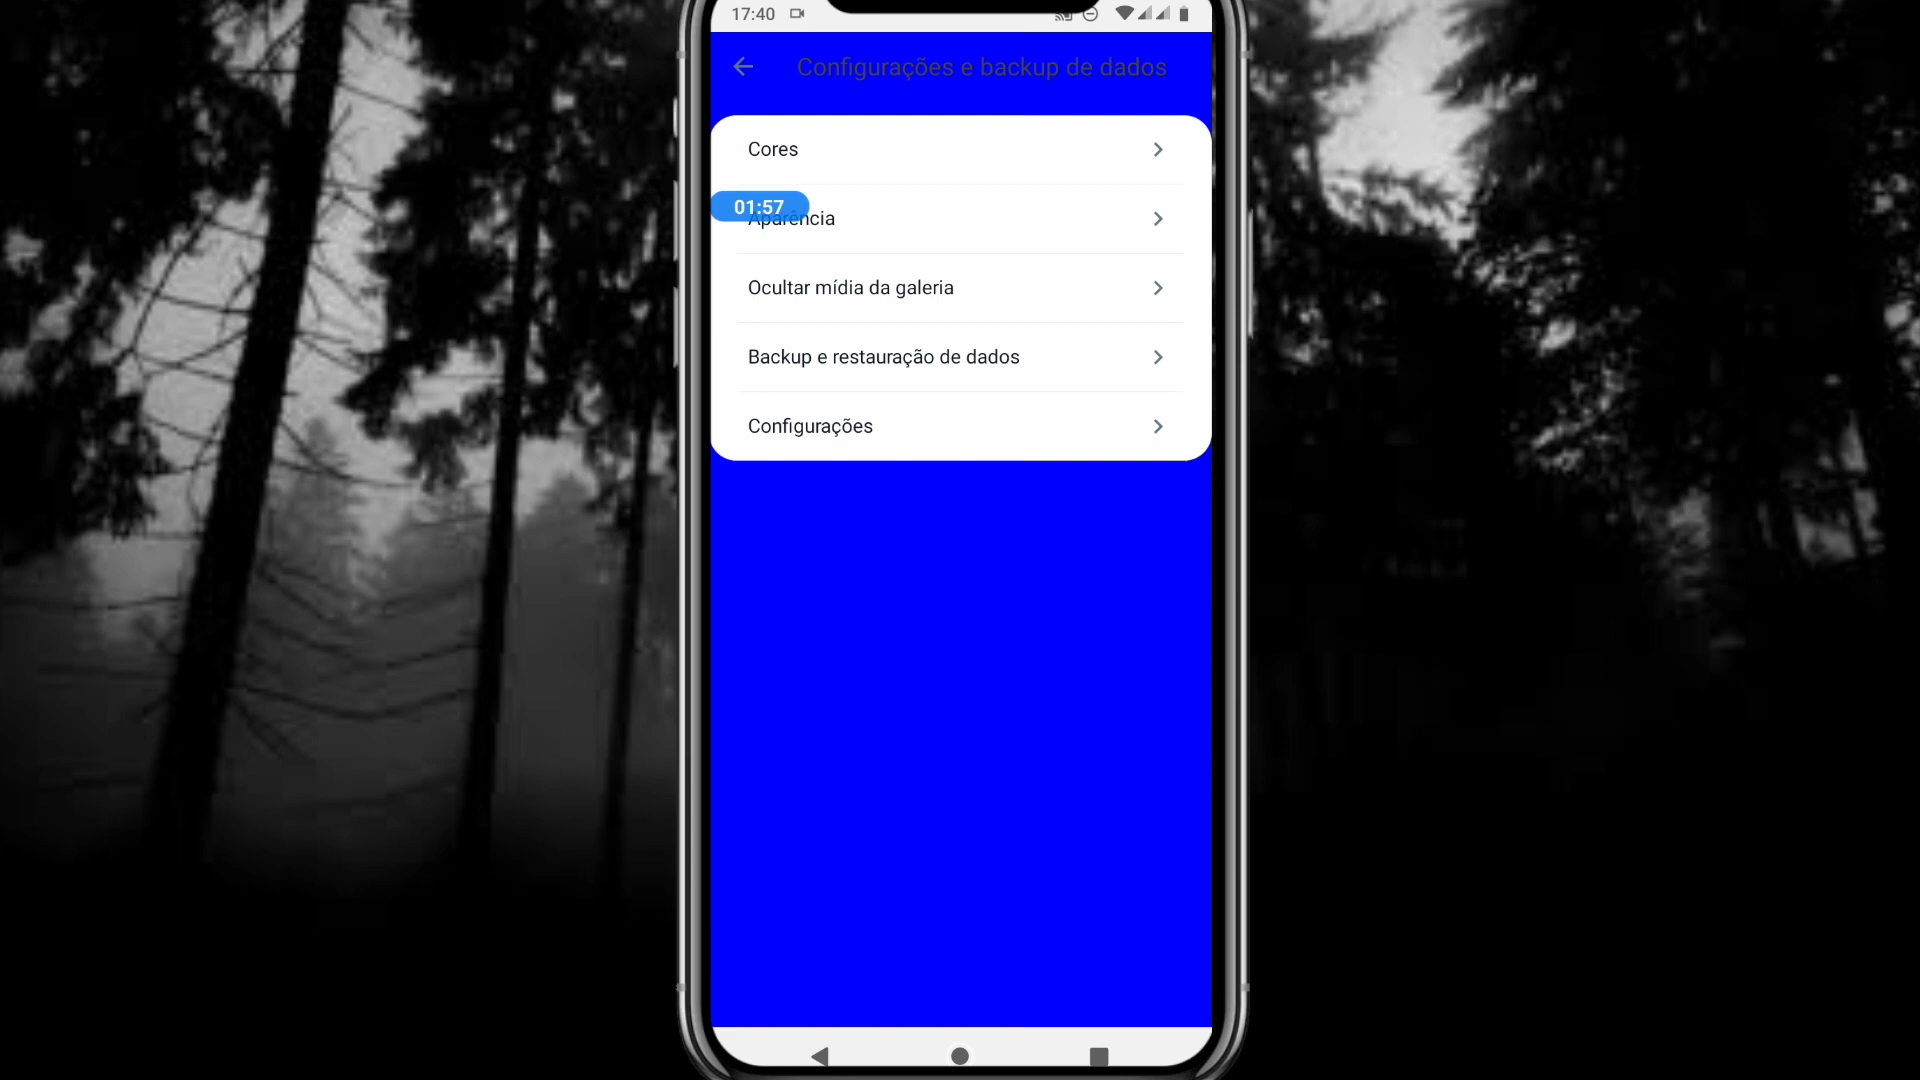 17:40
Configurações e backup de dados
Cores
01:57
Aparência
Ocultar mídia da galeria
Backup e restauração de dados
Configurações